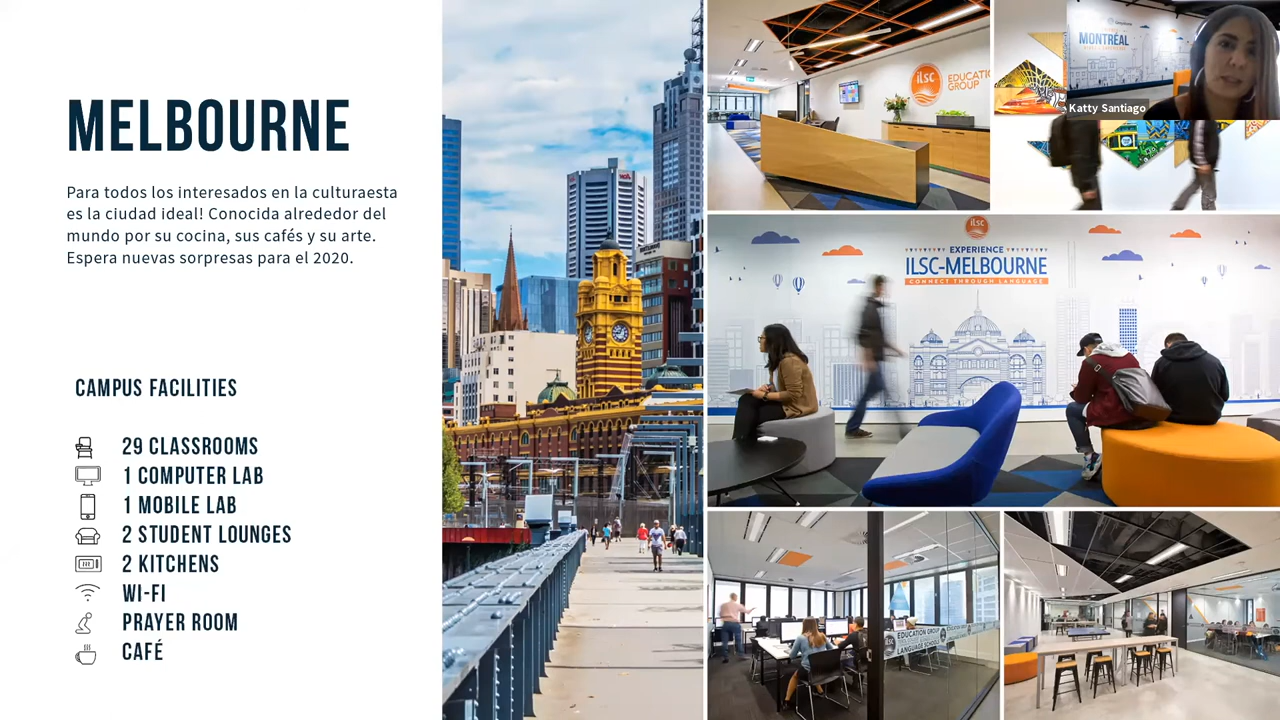 MELBOURNE
Para todos los interesados en la culturaesta
es la ciudad ideal! Conocida alrededor del
mundo por su cocina, sus cafés y su arte.
Espera nuevas sorpresas para el 2020.
CAMPUS FACILITIES
29 CLASSROOMS
1 COMPUTER LAB
1 MOBILE LAB
2 STUDENT LOUNGES
2 KITCHENS
WI-FI
PRAYER ROOM
CAFÉ
ilsc
EDUCATION
GROUP
MONTRÉAL
Katty Santiago
ilsc
EXPERIENCE
ILSC-MELBOURNE
CONNECT THROUGH LANGUAGE
EDUCATION GROUP
LANGUAGE SCHOOLS